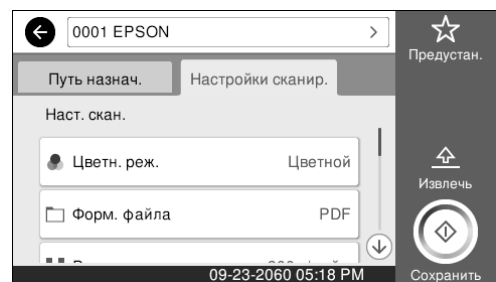 0001 EPSON
Предустан.
Путь назнач.
Настройки сканир.
Наст. скан.
Цветн. реж.
Цветной
Форм. файла
PDF
Извлечь
09-23-2060 05:18 PM
Сохранить